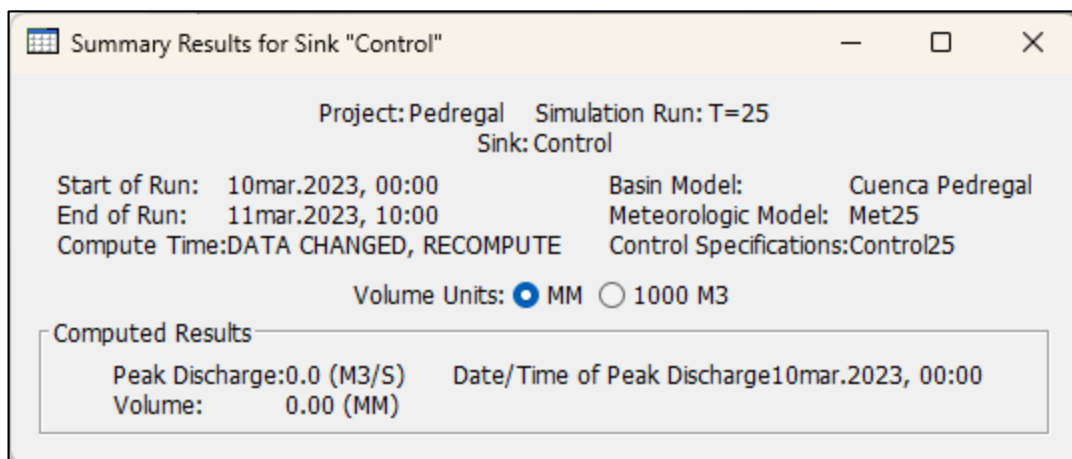 Summary Results for Sink "Control"
Project: Pedregal Simulation Run: T=25
Sink: Control
Start of Run: 10mar.2023, 00:00 Basin Model: Cuenca Pedregal
End of Run: 11mar.2023, 10:00 Meteorologic Model: Met25
Compute Time:DATA CHANGED, RECOMPUTE Control Specifications:Control25
Volume Units: MM 1000 M3
Computed Results
Peak Discharge:0.0 (M3/S) Date/Time of Peak Discharge10mar.2023, 00:00
Volume: 0.00 (MM)